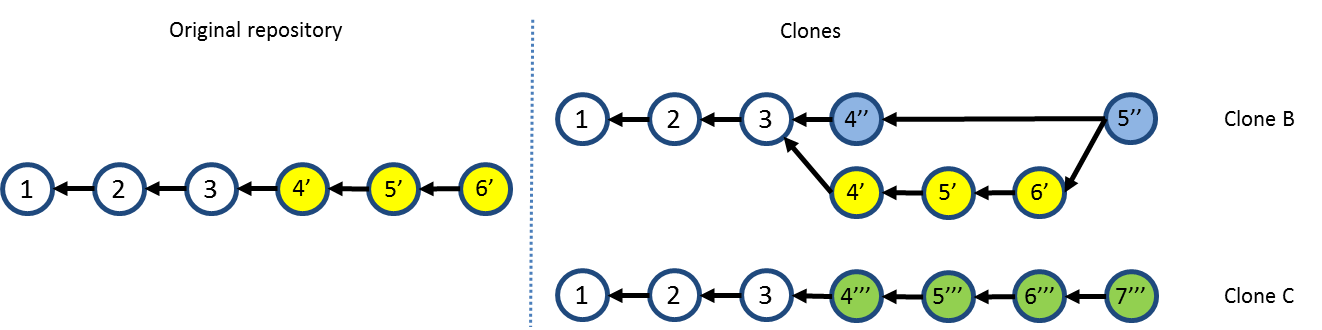 Original repository
Clones
1 2 3 4’’ 5’’ Clone B
1 2 3 4’ 5’ 6’
4’ 5’ 6’
1 2 3 4’’’ 5’’’ 6’’’ 7’’’ Clone C